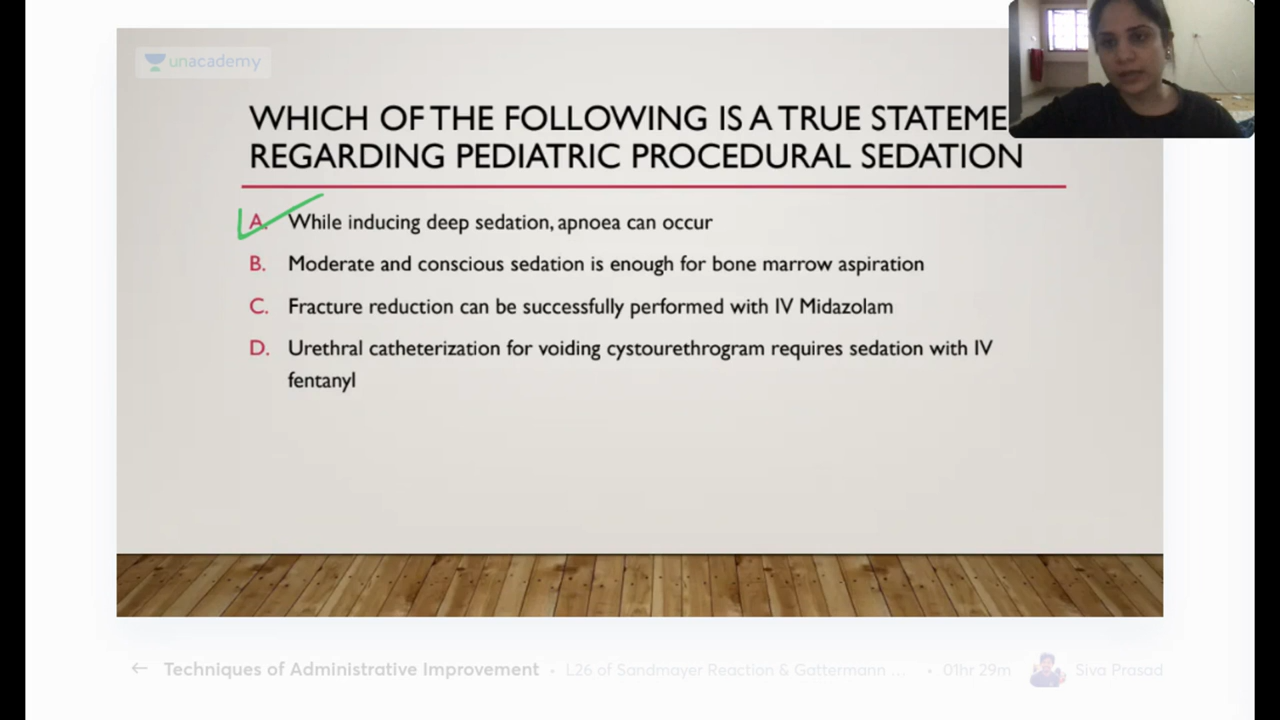 unacademy
WHICH OF THE FOLLOWING IS A TRUE
REGARDING PEDIATRIC PROCEDURAL SEDATION
A. While inducing deep sedation, apnoea can occur
B. Moderate and conscious sedation is enough for bone marrow aspiration
C. Fracture reduction can be successfully performed with IV Midazolam
D. Urethral catheterization for voiding cystourethrogram requires sedation with IV
fentanyl
← Techniques of Administrative Improvement • L26 of Sandmayer Reaction & Gattermann ... • 01hr 29m Siva Prasad